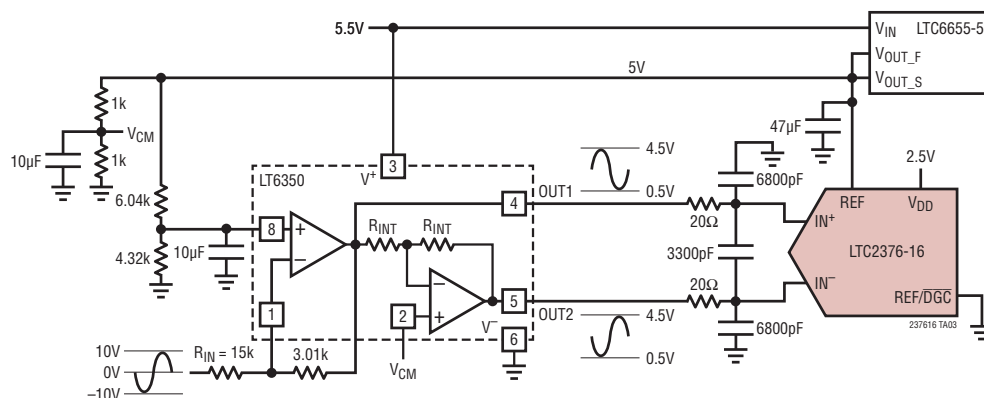 5.5V
LTC6655-5
VIN
VOUT_F
VOUT_S
5V
1k
VCM
10µF
1k
47µF
3
V+
LT6350
6.04k
4.32k
10µF
8
+
−
RINT
RINT
−
+
1
2
VCM
4
OUT1
5
V−
OUT2
6
4.5V
0.5V
4.5V
0.5V
20Ω
20Ω
6800pF
3300pF
6800pF
2.5V
REF
VDD
IN+
LTC2376-16
IN−
REF/DGC
237616 TA03
10V
0V
−10V
RIN = 15k
3.01k